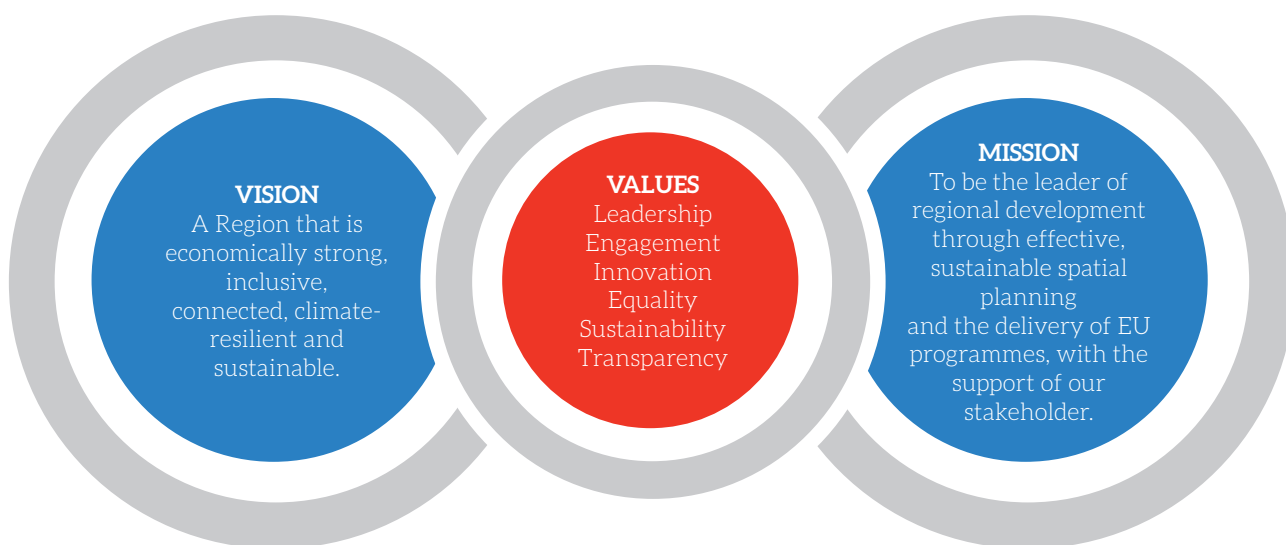 VISION
A Region that is
economically strong,
inclusive,
connected, climate-
resilient and
sustainable.
VALUES
Leadership
Engagement
Innovation
Equality
Sustainability
Transparency
MISSION
To be the leader of
regional development
through effective,
sustainable spatial
planning
and the delivery of EU
programmes, with the
support of our
stakeholder.